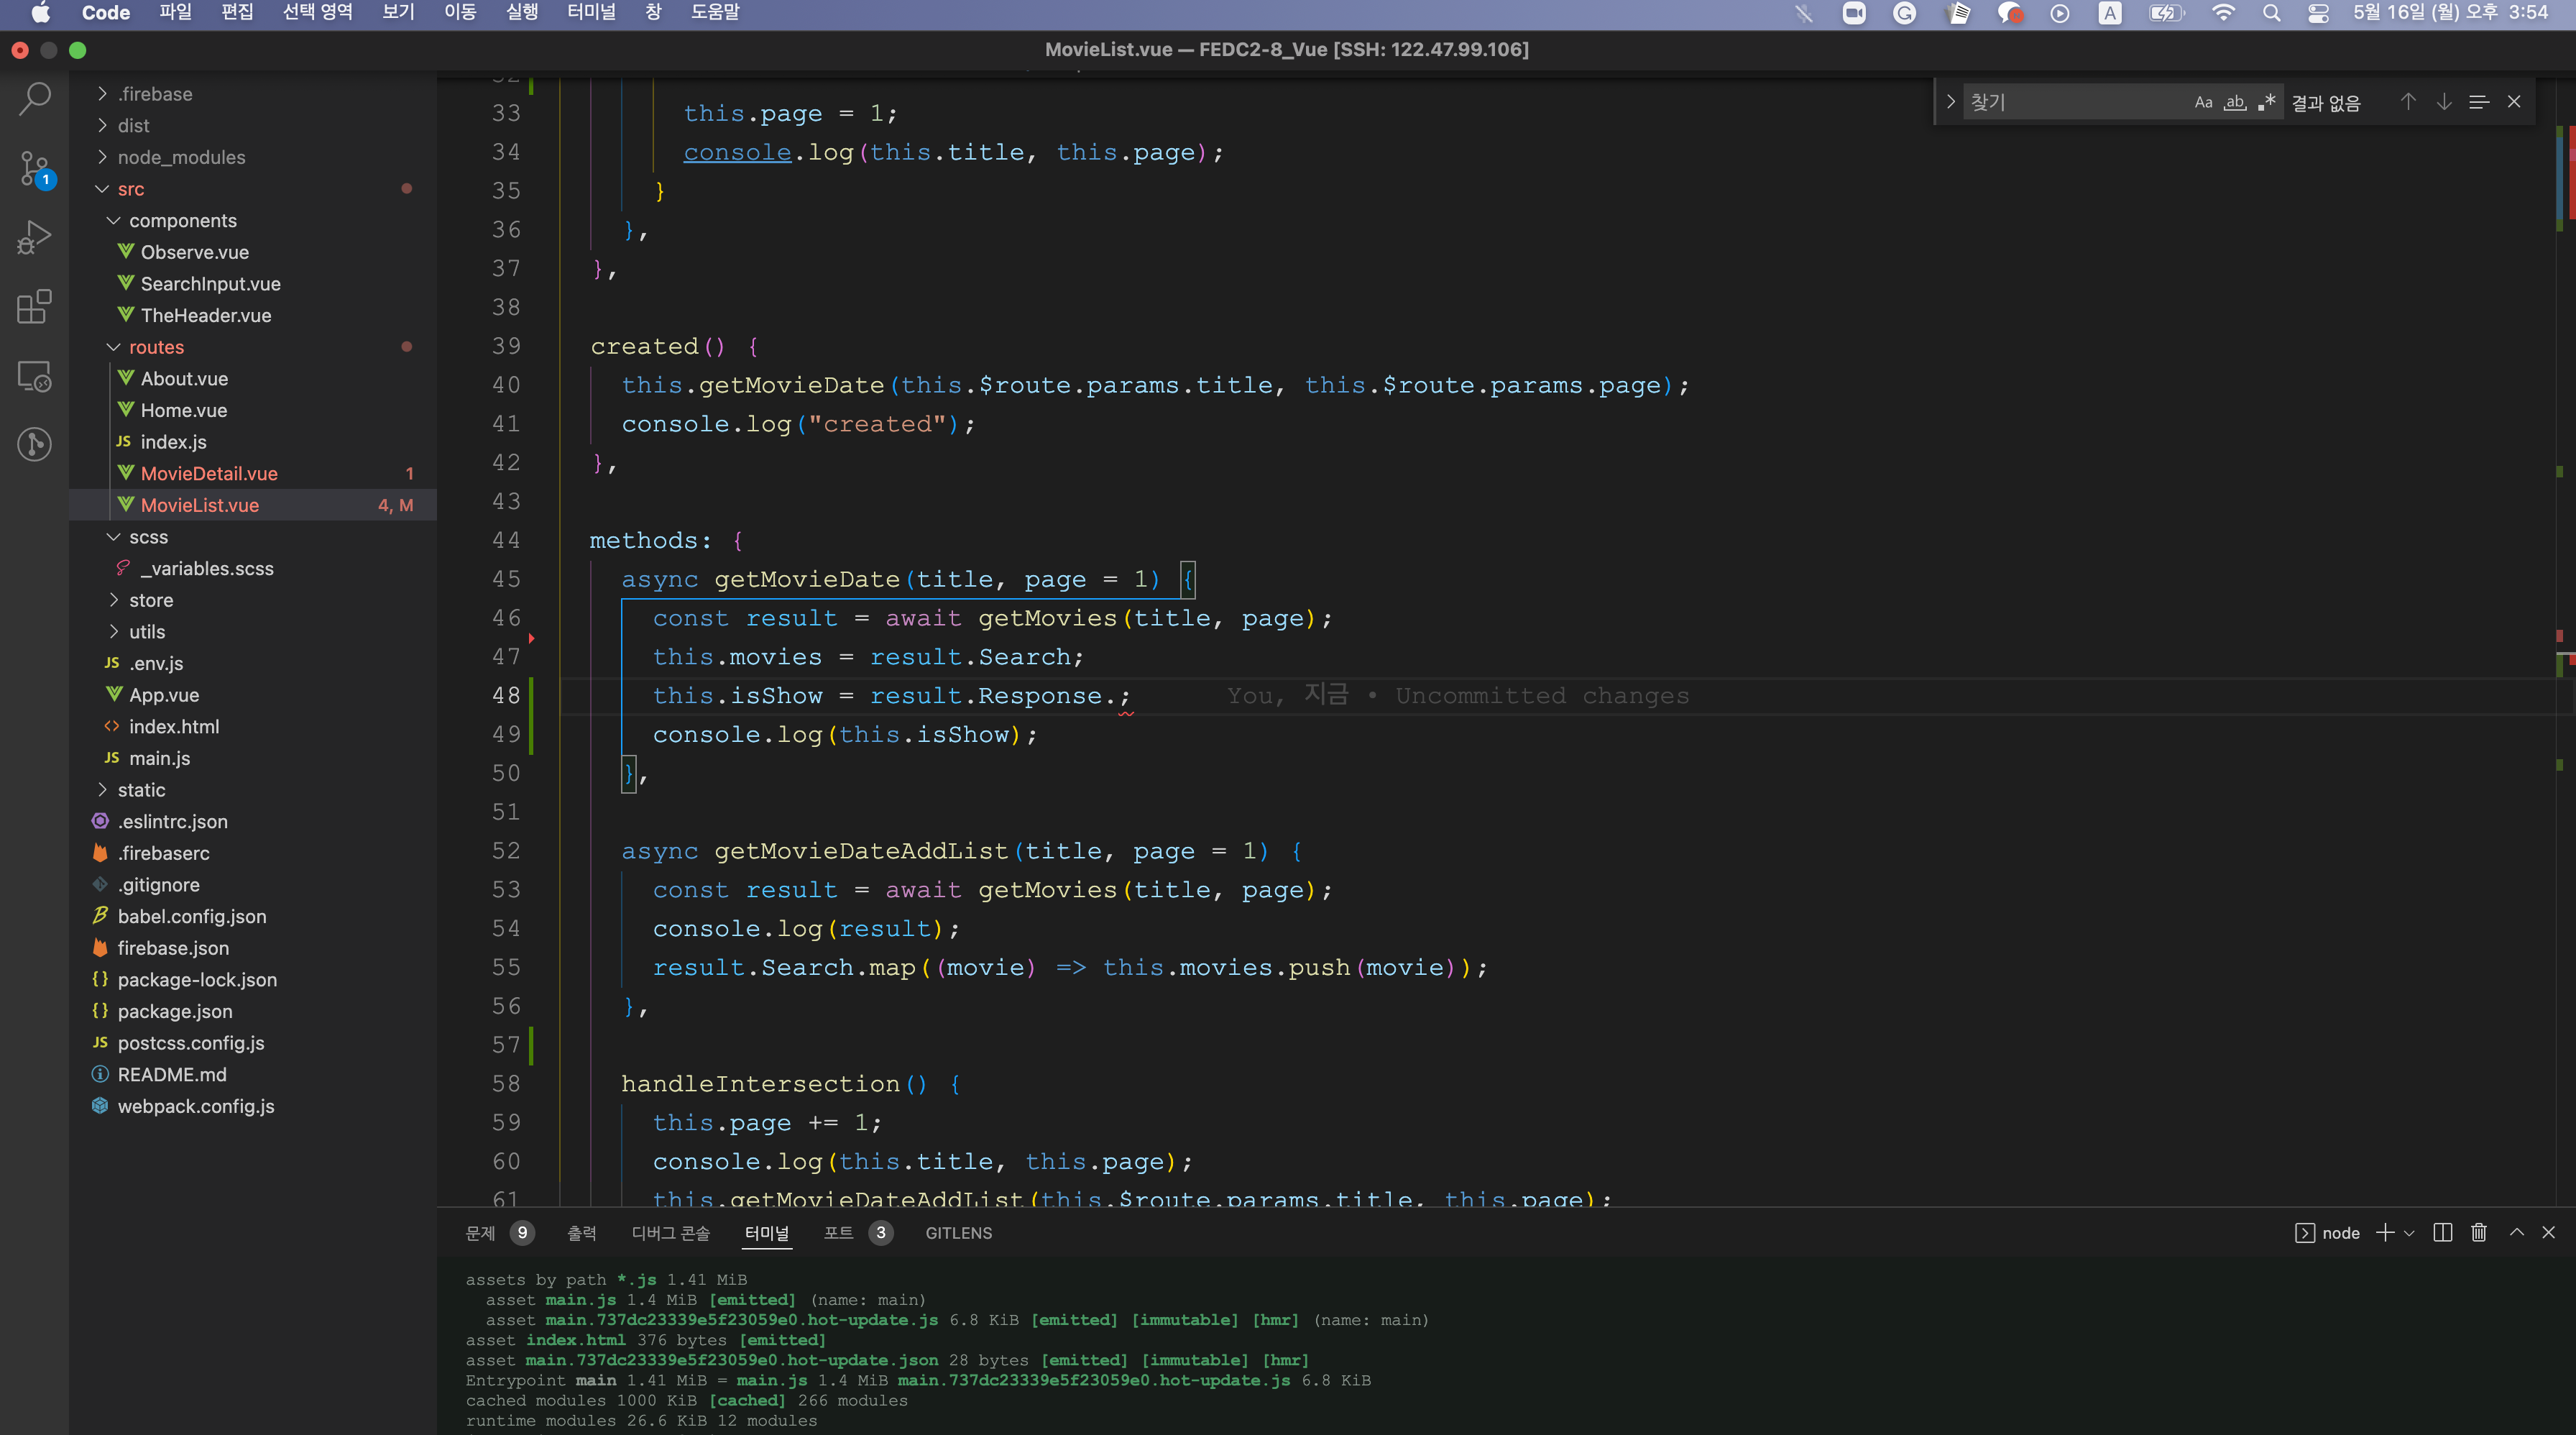 Code 파일 편집 선택 영역 보기 이동 실행 터미널 창 도움말 A 5월 16일 (월) 오후 3:54
MovieList.vue — FEDC2-8_Vue [SSH: 122.47.99.106]
.firebase
dist
node_modules
src
components
Observe.vue
SearchInput.vue
TheHeader.vue
routes
About.vue
Home.vue
JS index.js
MovieDetail.vue 1
MovieList.vue 4, M
scss
_variables.scss
store
utils
JS .env.js
App.vue
<> index.html
JS main.js
static
.eslintrc.json
.firebaserc
.gitignore
babel.config.json
firebase.json
{} package-lock.json
{} package.json
JS postcss.config.js
README.md
webpack.config.js
1
찾기 Aa ab .* 결과 없음
32
33 this.page = 1;
34 console.log(this.title, this.page);
35 }
36 },
37 },
38
39 created() {
40 this.getMovieDate(this.$route.params.title, this.$route.params.page);
41 console.log("created");
42 },
43
44 methods: {
45 async getMovieDate(title, page = 1) {
46 const result = await getMovies(title, page);
47 this.movies = result.Search;
48 this.isShow = result.Response.; You, 지금 • Uncommitted changes
49 console.log(this.isShow);
50 },
51
52 async getMovieDateAddList(title, page = 1) {
53 const result = await getMovies(title, page);
54 console.log(result);
55 result.Search.map((movie) => this.movies.push(movie));
56 },
57
58 handleIntersection() {
59 this.page += 1;
60 console.log(this.title, this.page);
61 this.getMovieDateAddList(this.$route.params.title, this.page);
문제 9 출력 디버그 콘솔 터미널 포트 3 GITLENS node
assets by path *.js 1.41 MiB
asset main.js 1.4 MiB [emitted] (name: main)
asset main.737dc23339e5f23059e0.hot-update.js 6.8 KiB [emitted] [immutable] [hmr] (name: main)
asset index.html 376 bytes [emitted]
asset main.737dc23339e5f23059e0.hot-update.json 28 bytes [emitted] [immutable] [hmr]
Entrypoint main 1.41 MiB = main.js 1.4 MiB main.737dc23339e5f23059e0.hot-update.js 6.8 KiB
cached modules 1000 KiB [cached] 266 modules
runtime modules 26.6 KiB 12 modules